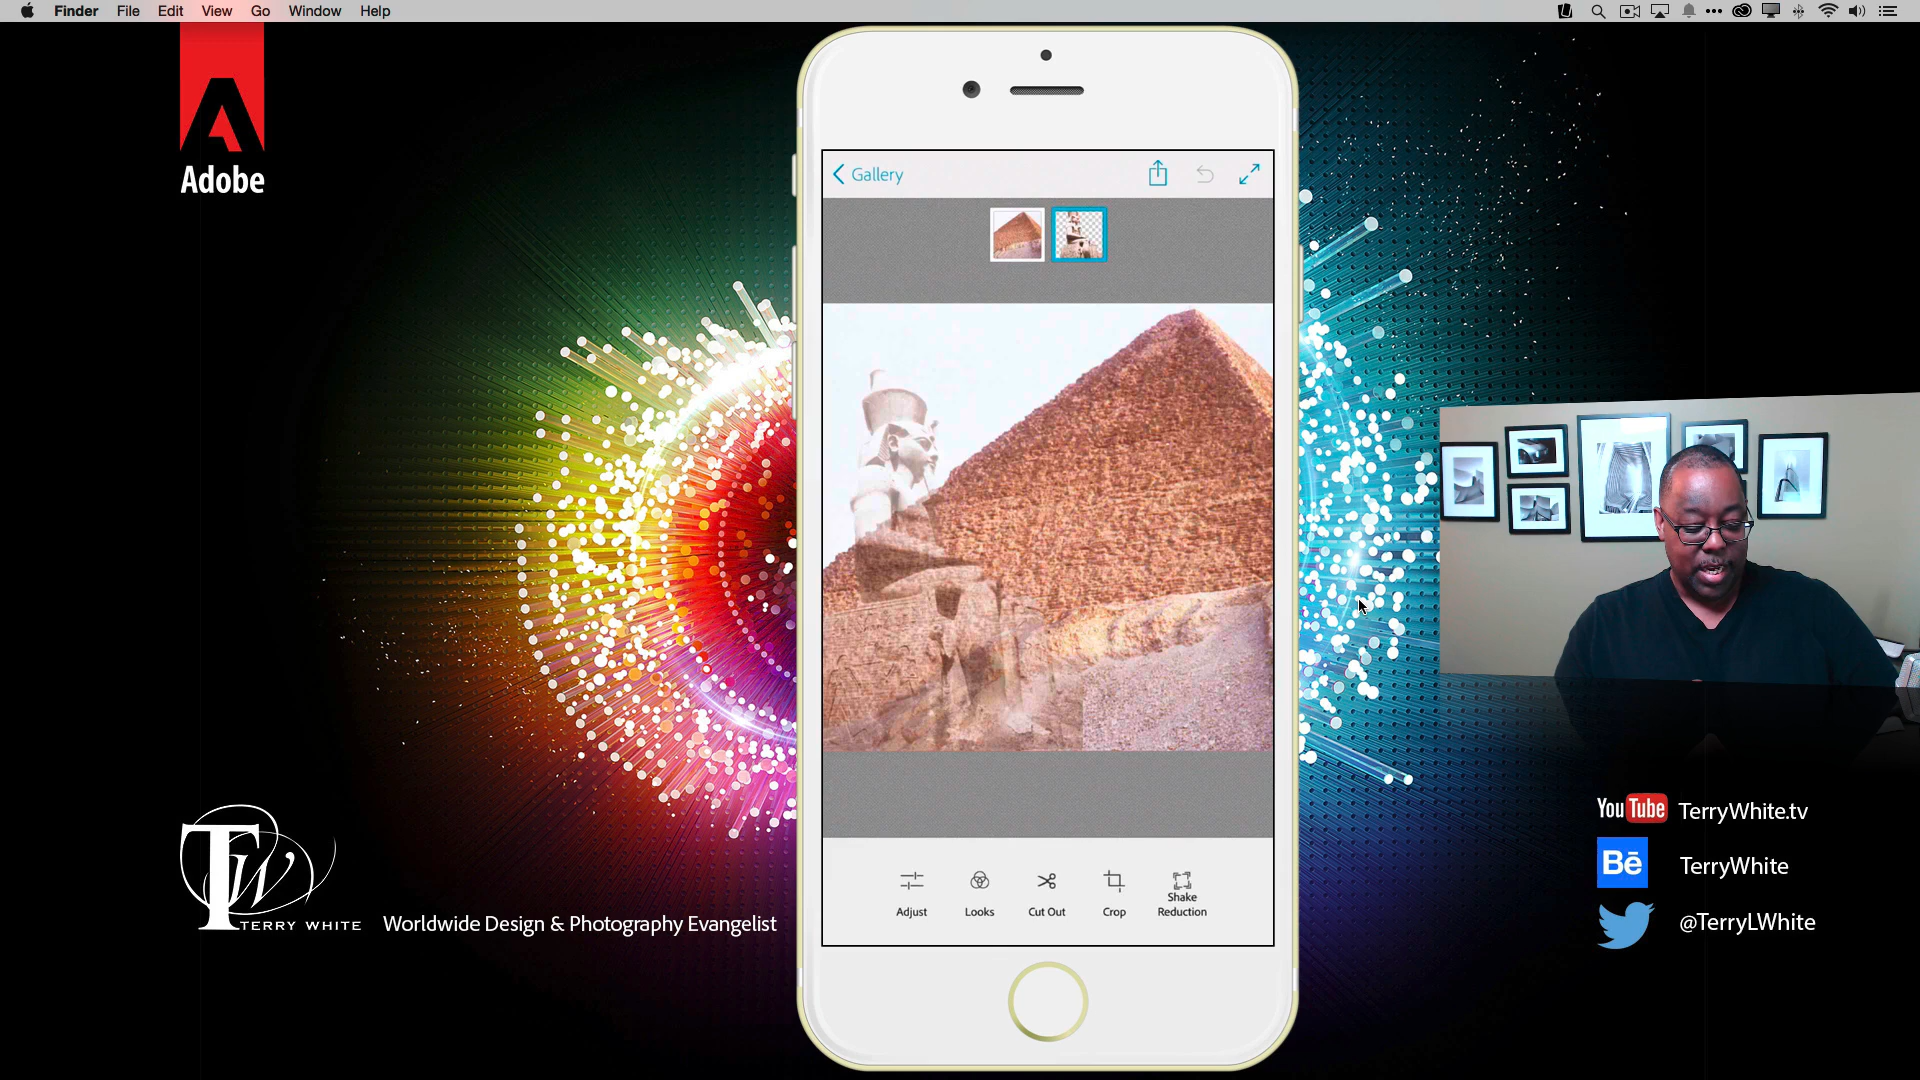 Finder File Edit View Go Window Help
Adobe
Gallery
Adjust
Looks
Cut Out
Crop
Shake
Reduction
TW
TERRY WHITE
Worldwide Design & Photography Evangelist
YouTube TerryWhite.tv
Bē TerryWhite
@TerryLWhite